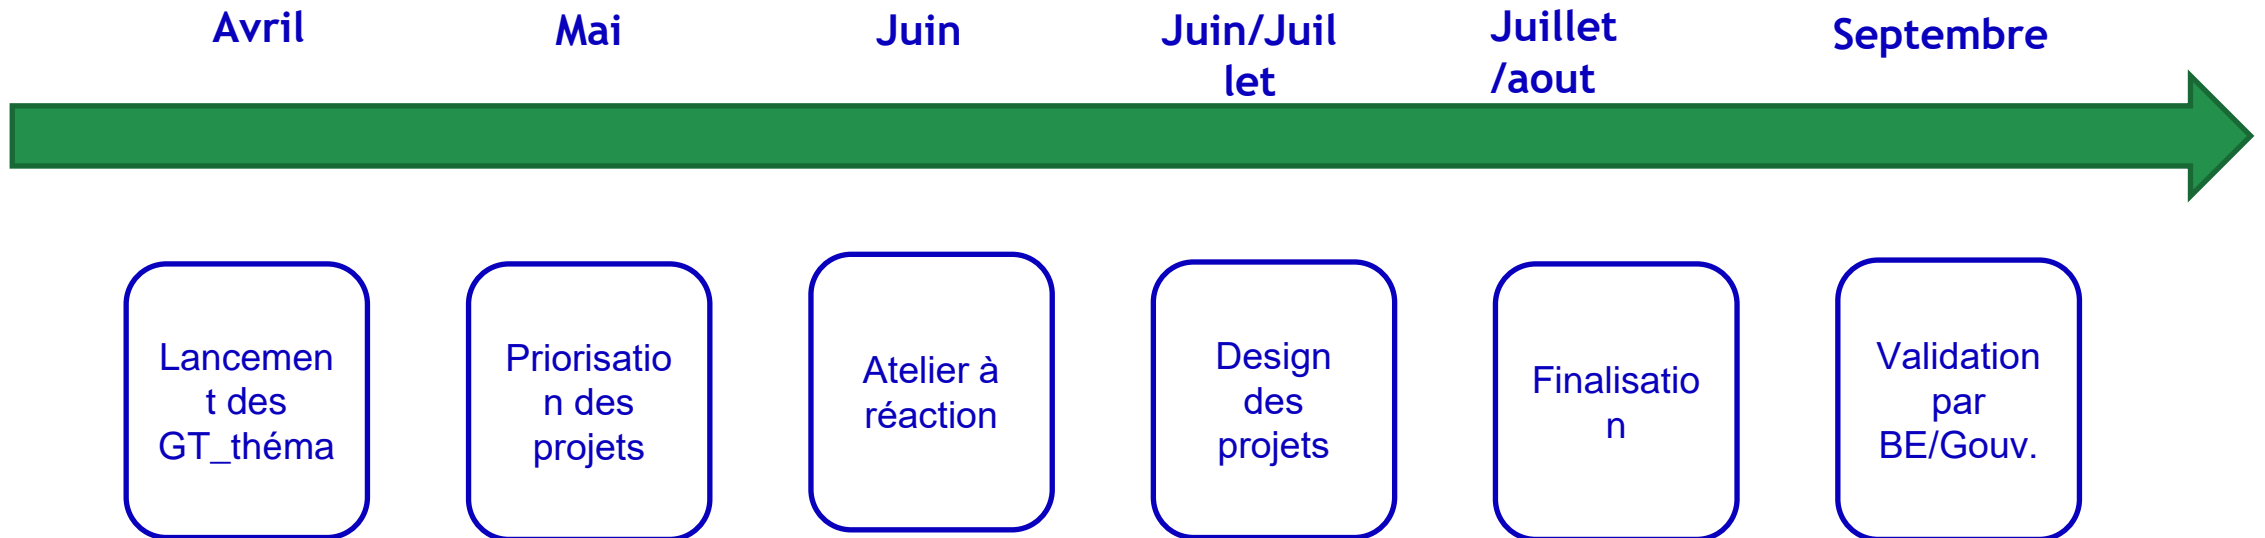 Avril
Mai
Juin
Juin/Juil
let
Juillet
/aout
Septembre
Lancemen
t des
GT_théma
Priorisatio
n des
projets
Atelier à
réaction
Design
des
projets
Finalisatio
n
Validation
par
BE/Gouv.